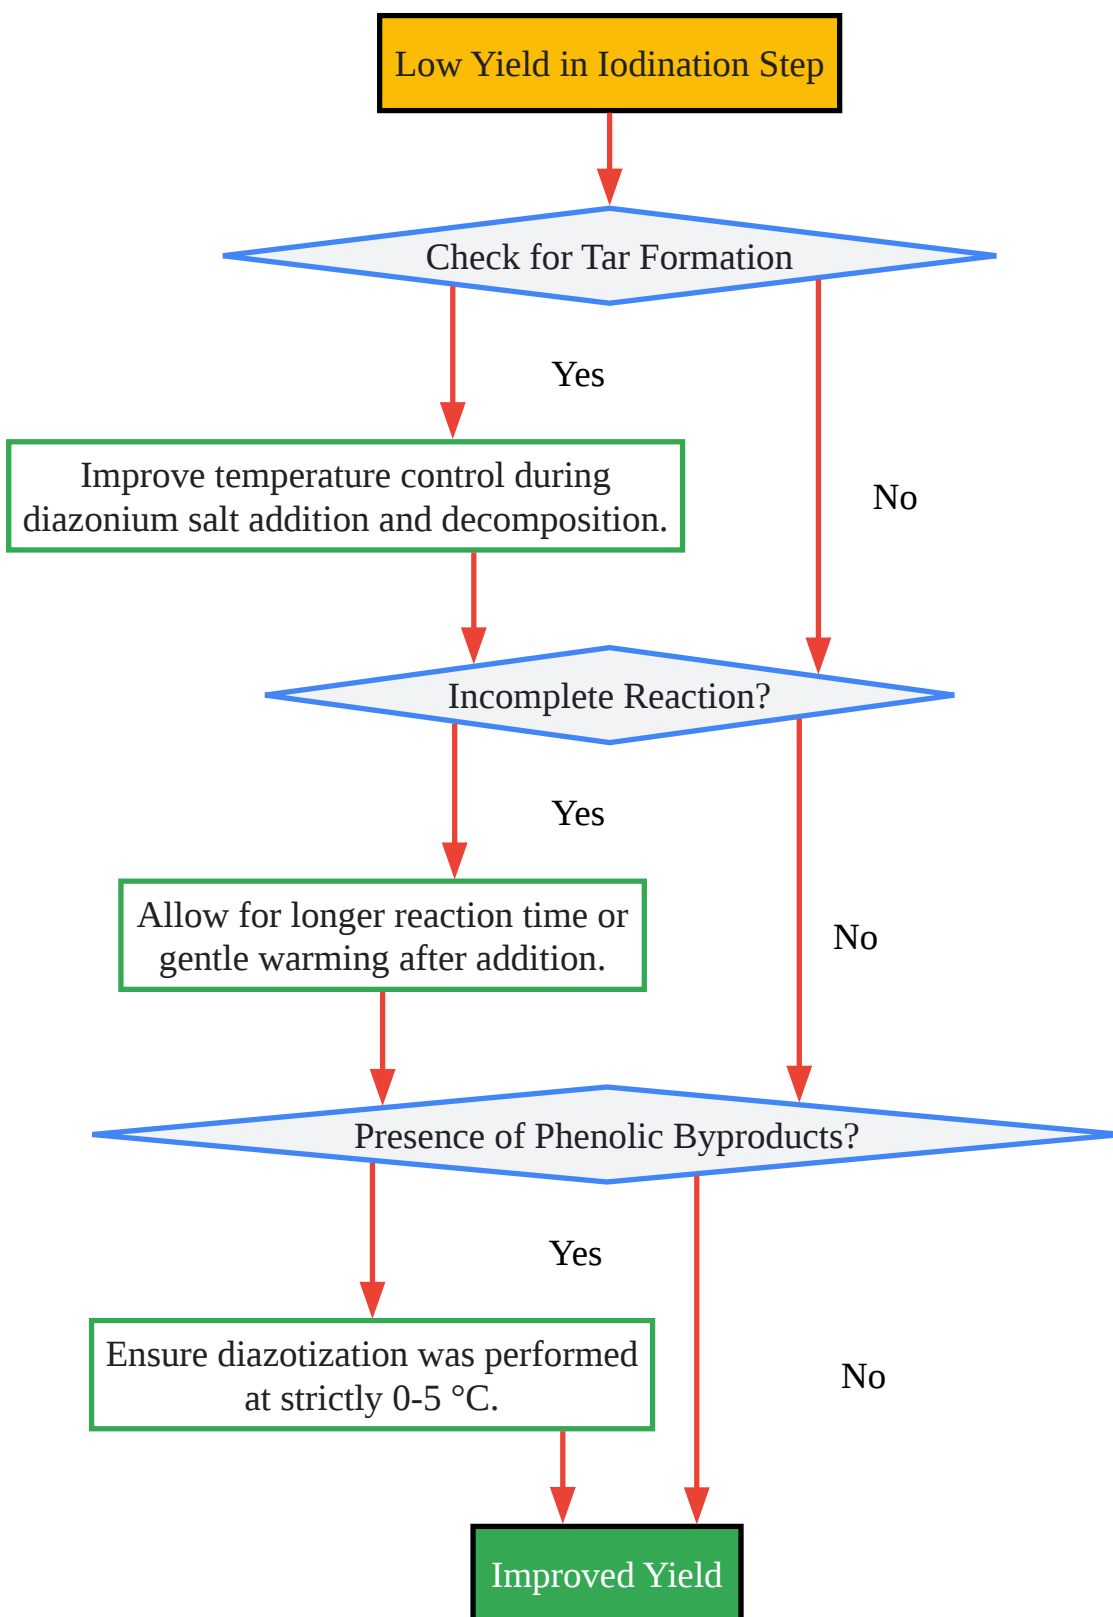 Low Yield in Iodination Step
Check for Tar Formation
Yes
Improve temperature control during
diazonium salt addition and decomposition.
No
Incomplete Reaction?
Yes
Allow for longer reaction time or
gentle warming after addition.
No
Presence of Phenolic Byproducts?
Yes
Ensure diazotization was performed
at strictly 0-5 °C.
No
Improved Yield